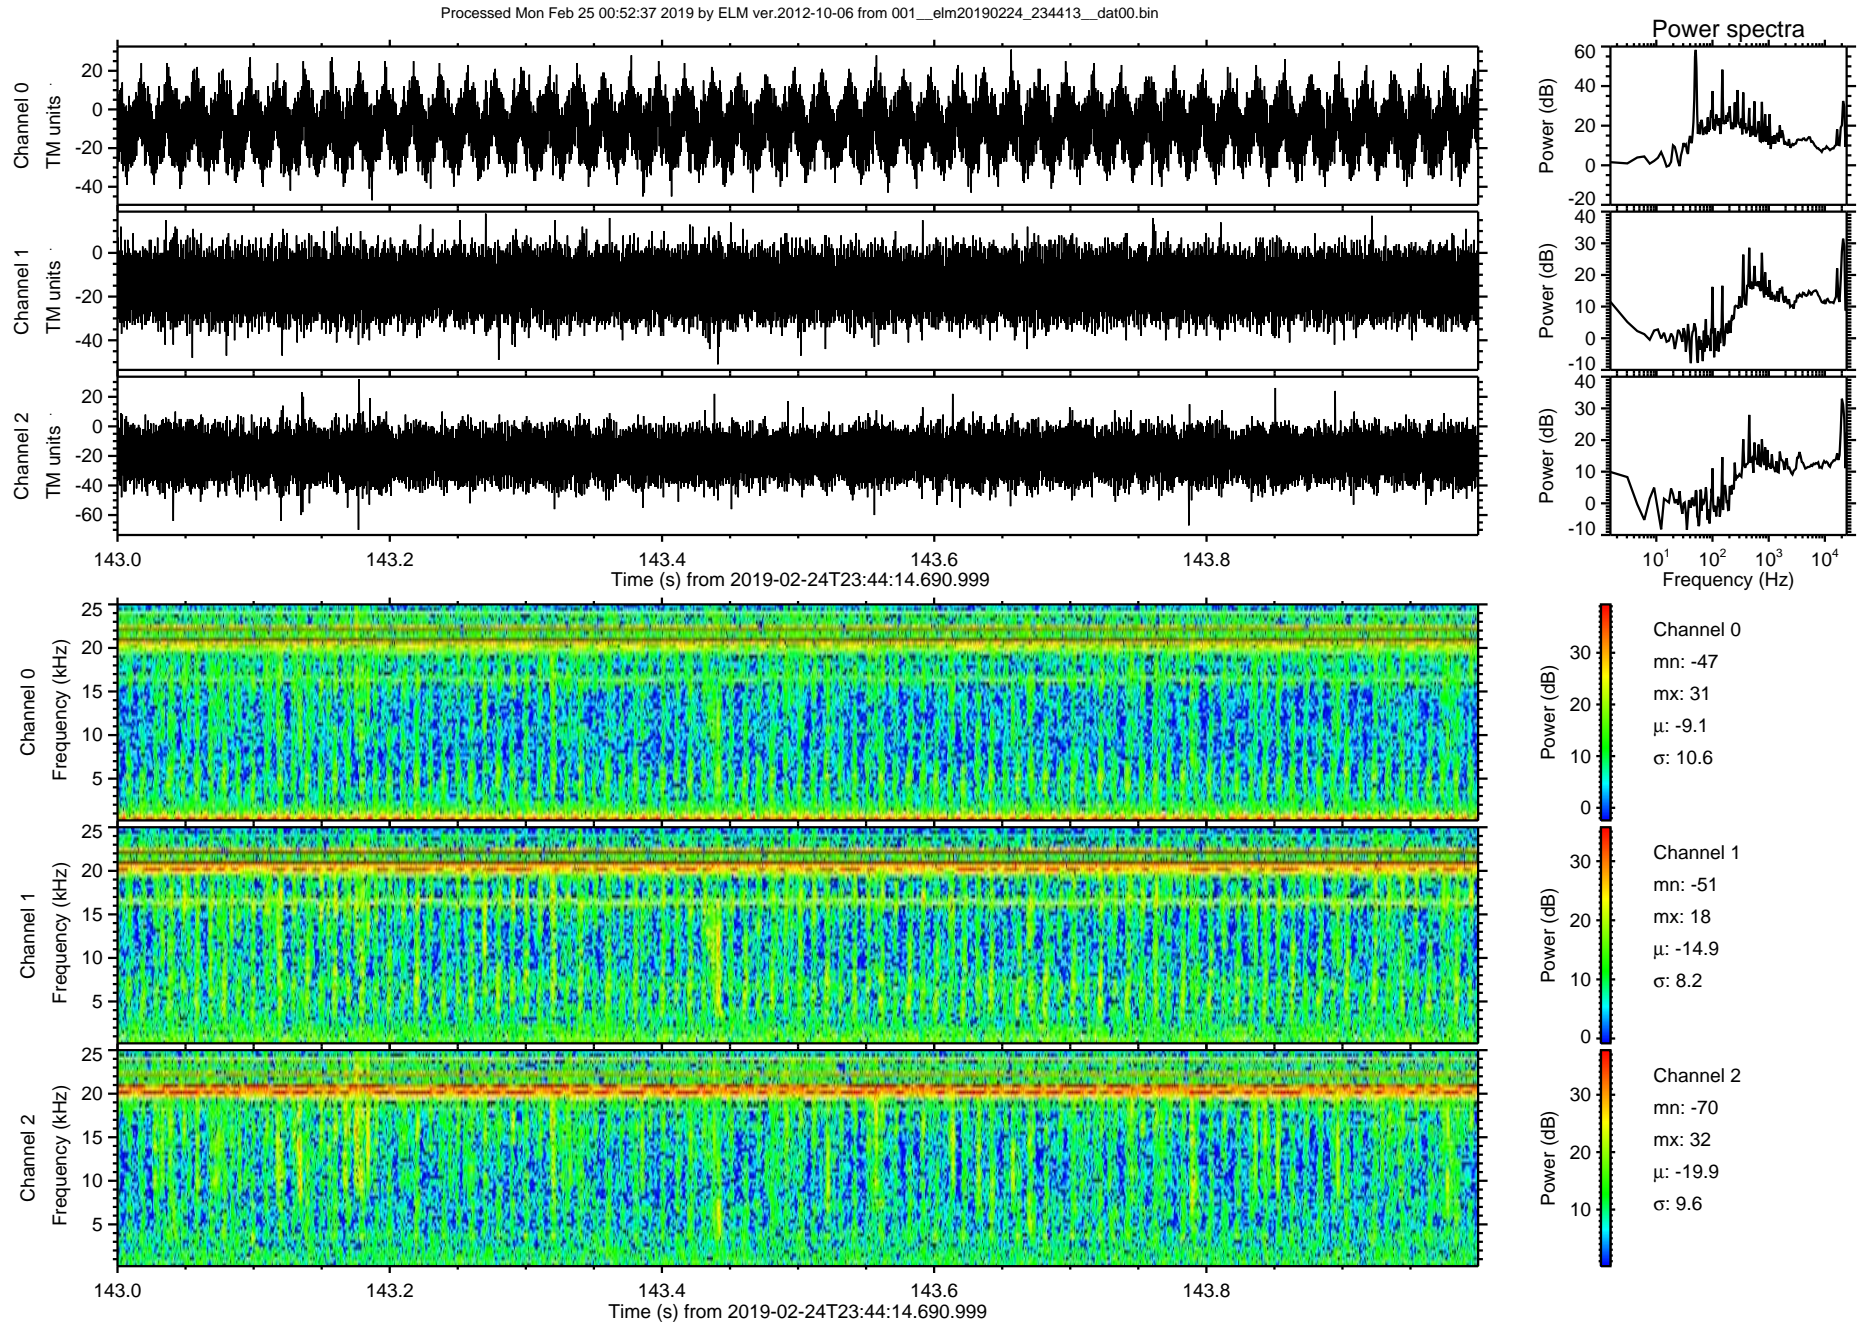 Processed Mon Feb 25 00:52:37 2019 by ELM ver.2012-10-06 from 001__elm20190224_234413__dat00.bin
Power spectra
Channel 0
TM units
20
0
-20
-40
Power (dB)
60
40
20
0
-20
Channel 1
TM units
0
-20
-40
Power (dB)
40
30
20
10
0
-10
Channel 2
TM units
20
0
-20
-40
-60
Power (dB)
40
30
20
10
0
-10
143.0 143.2 143.4 143.6 143.8
Time (s) from 2019-02-24T23:44:14.690.999
10¹ 10² 10³ 10⁴
Frequency (Hz)
Channel 0
Frequency (kHz)
25
20
15
10
5
Power (dB)
30
20
10
0
Channel 0
mn: -47
mx: 31
μ: -9.1
σ: 10.6
Channel 1
Frequency (kHz)
25
20
15
10
5
Power (dB)
30
20
10
0
Channel 1
mn: -51
mx: 18
μ: -14.9
σ: 8.2
Channel 2
Frequency (kHz)
25
20
15
10
5
Power (dB)
30
20
10
Channel 2
mn: -70
mx: 32
μ: -19.9
σ: 9.6
143.0 143.2 143.4 143.6 143.8
Time (s) from 2019-02-24T23:44:14.690.999